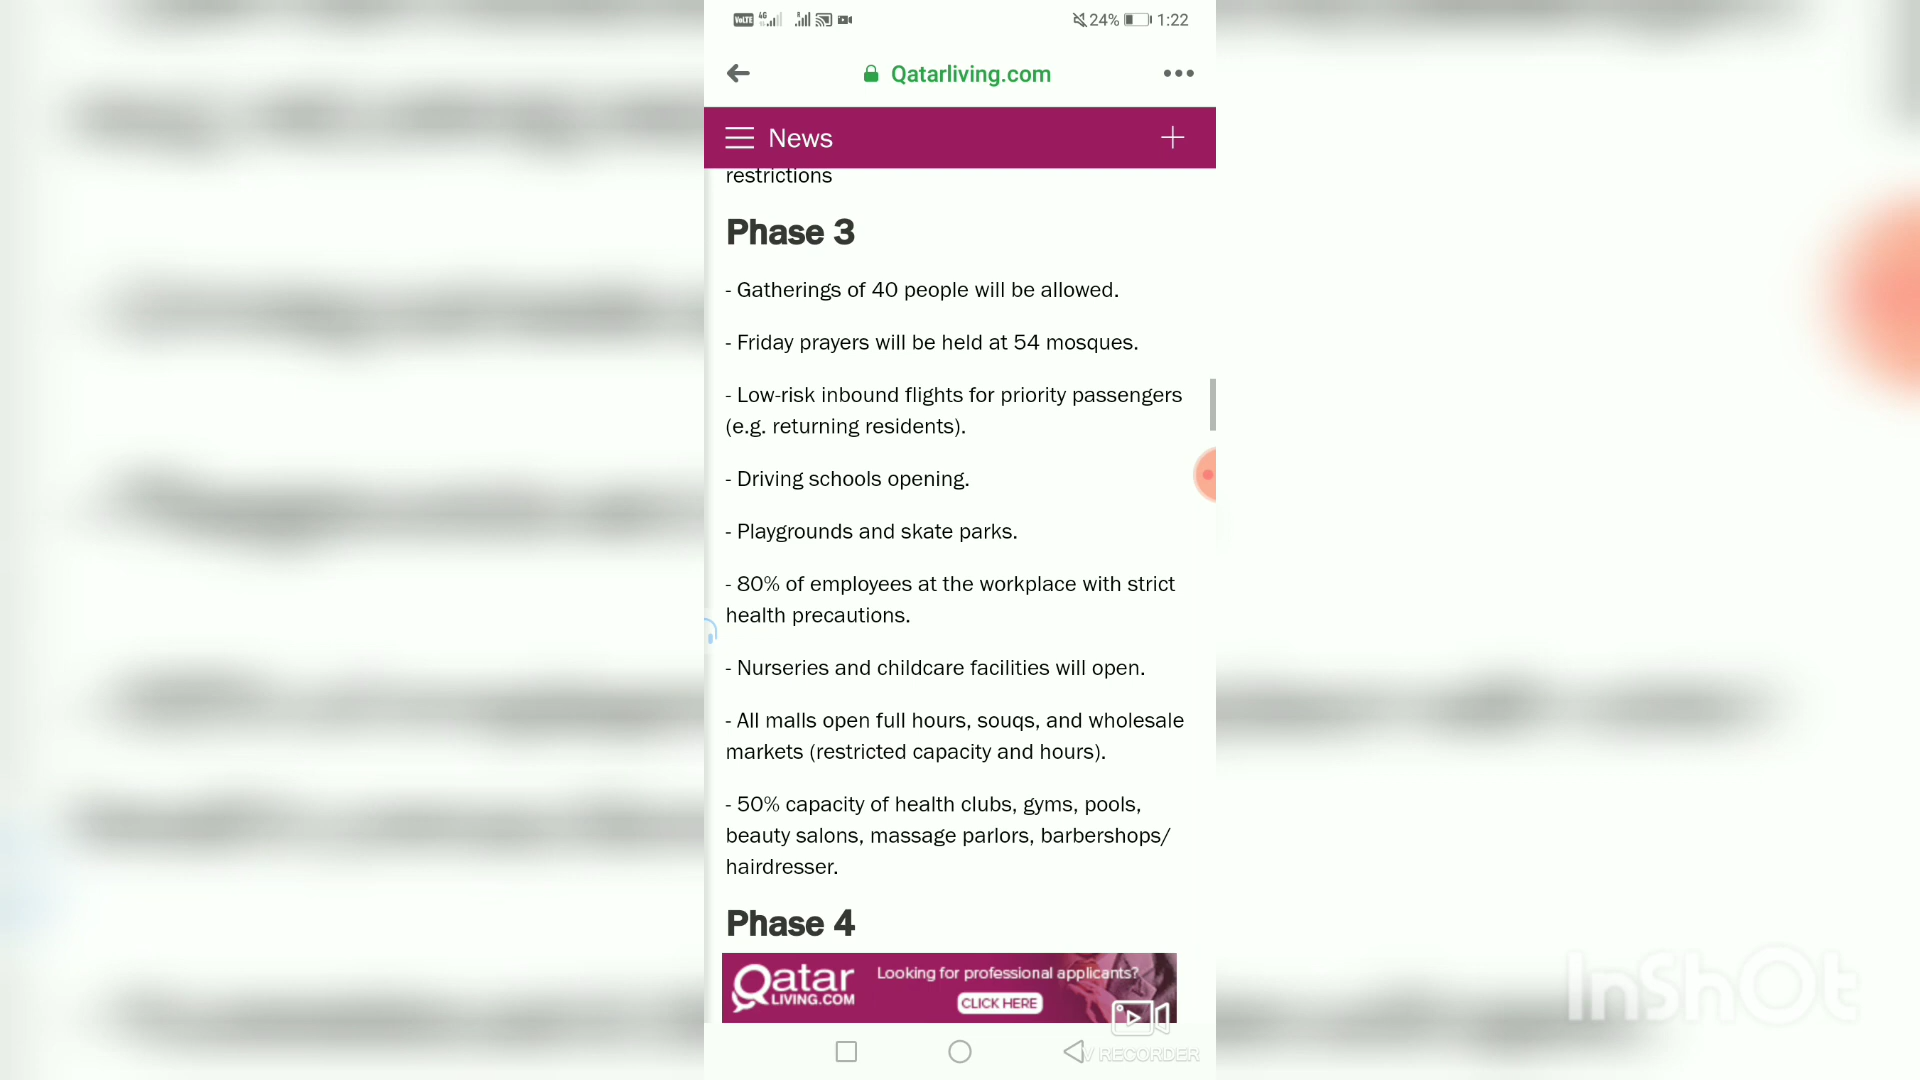 VoLTE 4G 24% 1:22
Qatarliving.com
News
restrictions
Phase 3
- Gatherings of 40 people will be allowed.
- Friday prayers will be held at 54 mosques.
- Low-risk inbound flights for priority passengers
(e.g. returning residents).
- Driving schools opening.
- Playgrounds and skate parks.
- 80% of employees at the workplace with strict
health precautions.
- Nurseries and childcare facilities will open.
- All malls open full hours, souqs, and wholesale
markets (restricted capacity and hours).
- 50% capacity of health clubs, gyms, pools,
beauty salons, massage parlors, barbershops/
hairdresser.
Phase 4
Qatar
LIVING.COM
Looking for professional applicants?
CLICK HERE
V RECORDER
InShOt